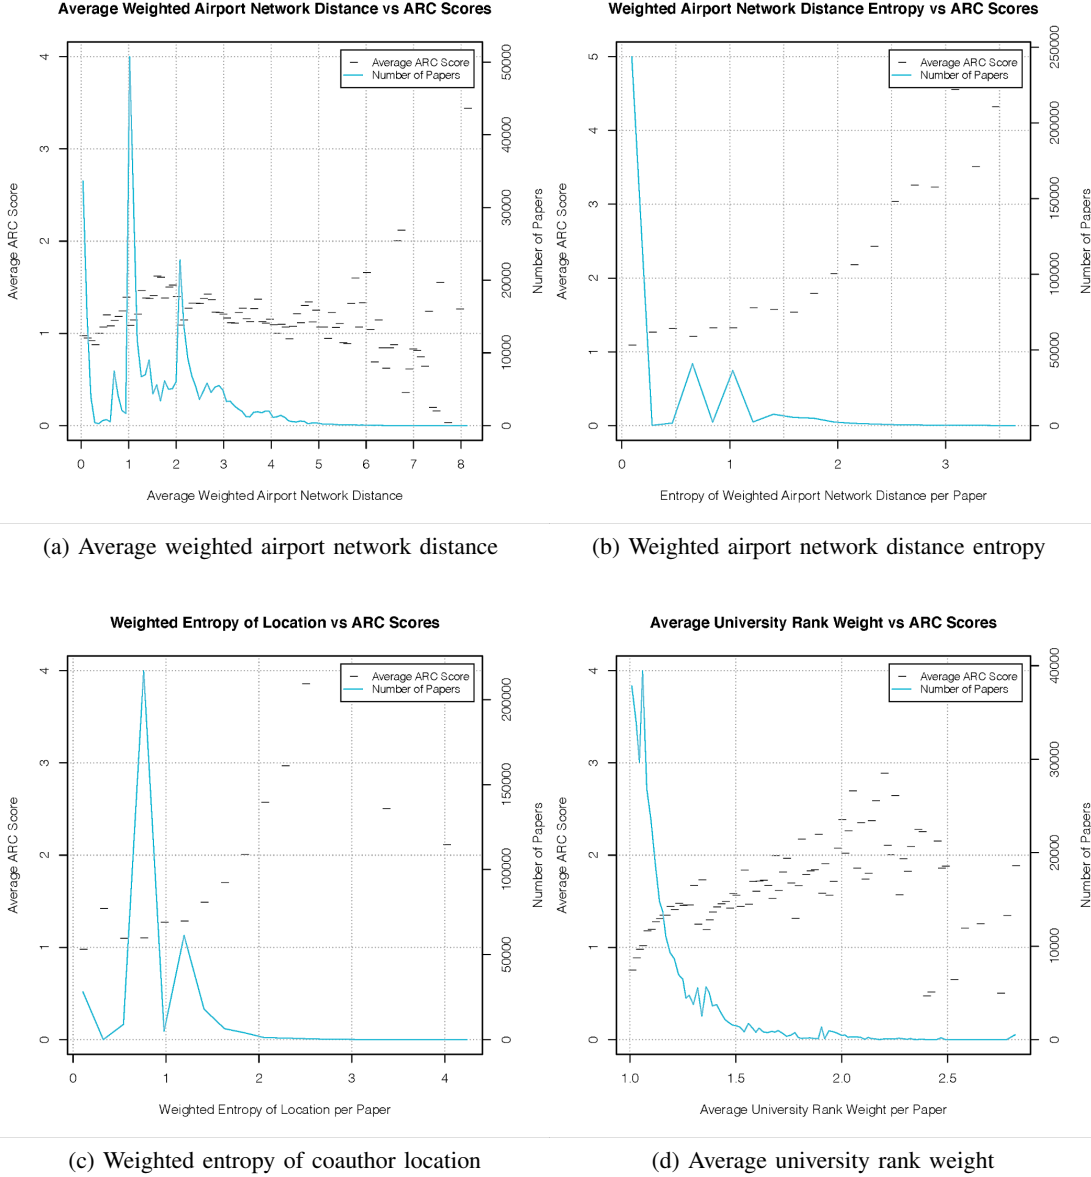 Average Weighted Airport Network Distance vs ARC Scores
Average ARC Score
Number of Papers
4
3
2
1
0
Average ARC Score
50000
40000
30000
20000
10000
0
Number of Papers
0 1 2 3 4 5 6 7 8
Average Weighted Airport Network Distance
(a) Average weighted airport network distance
Weighted Airport Network Distance Entropy vs ARC Scores
Average ARC Score
Number of Papers
5
4
3
2
1
0
Average ARC Score
250000
200000
150000
100000
50000
0
Number of Papers
0 1 2 3
Entropy of Weighted Airport Network Distance per Paper
(b) Weighted airport network distance entropy
Weighted Entropy of Location vs ARC Scores
Average ARC Score
Number of Papers
4
3
2
1
0
Average ARC Score
200000
150000
100000
50000
0
Number of Papers
0 1 2 3 4
Weighted Entropy of Location per Paper
(c) Weighted entropy of coauthor location
Average University Rank Weight vs ARC Scores
Average ARC Score
Number of Papers
4
3
2
1
0
Average ARC Score
40000
30000
20000
10000
0
Number of Papers
1.0 1.5 2.0 2.5
Average University Rank Weight per Paper
(d) Average university rank weight